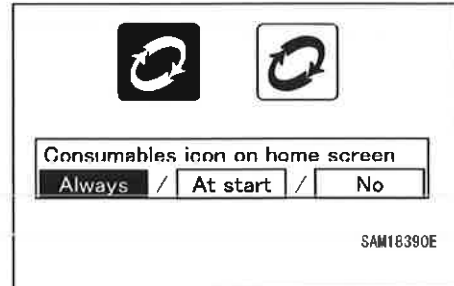 Consumables icon on home screen
Always / At start / No
SAM18390E